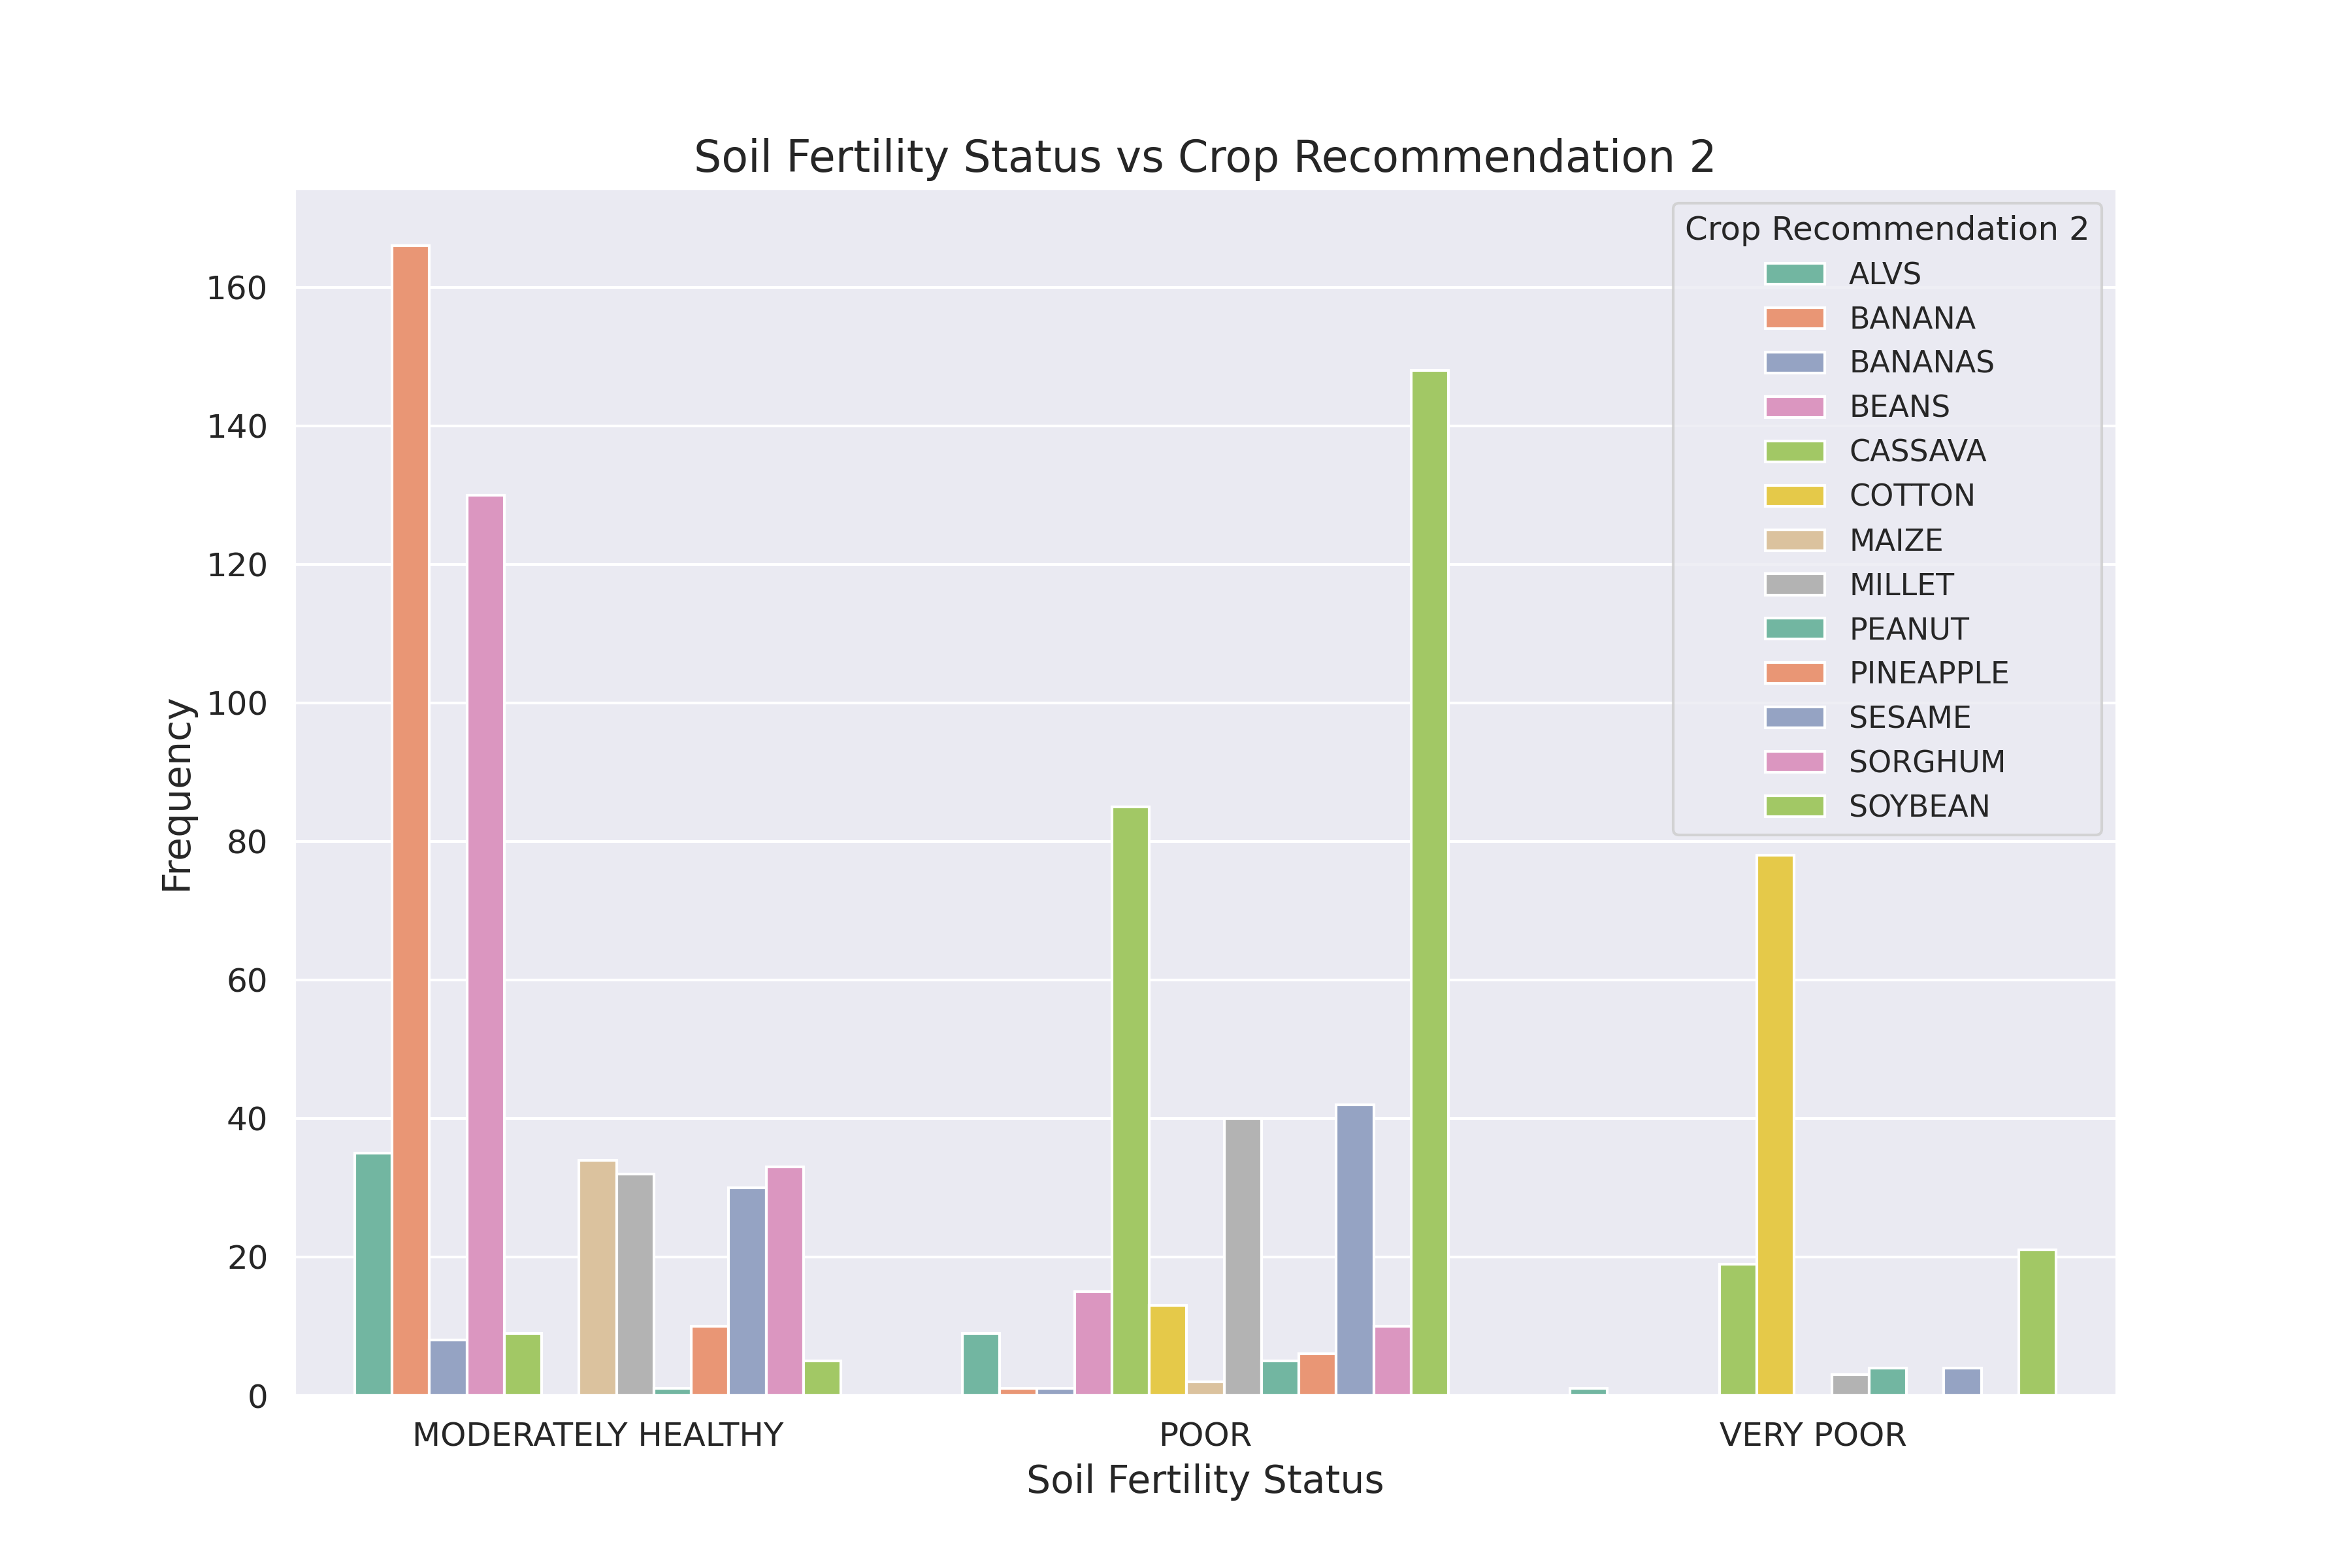 Soil Fertility Status vs Crop Recommendation 2
Crop Recommendation 2
ALVS
BANANA
BANANAS
BEANS
CASSAVA
COTTON
MAIZE
MILLET
PEANUT
PINEAPPLE
SESAME
SORGHUM
SOYBEAN
Frequency
160
140
120
100
80
60
40
20
0
MODERATELY HEALTHY
POOR
VERY POOR
Soil Fertility Status